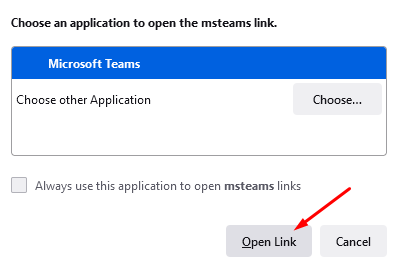 Choose an application to open the msteams link.
Microsoft Teams
Choose other Application Choose...
Always use this application to open msteams links
Open Link Cancel